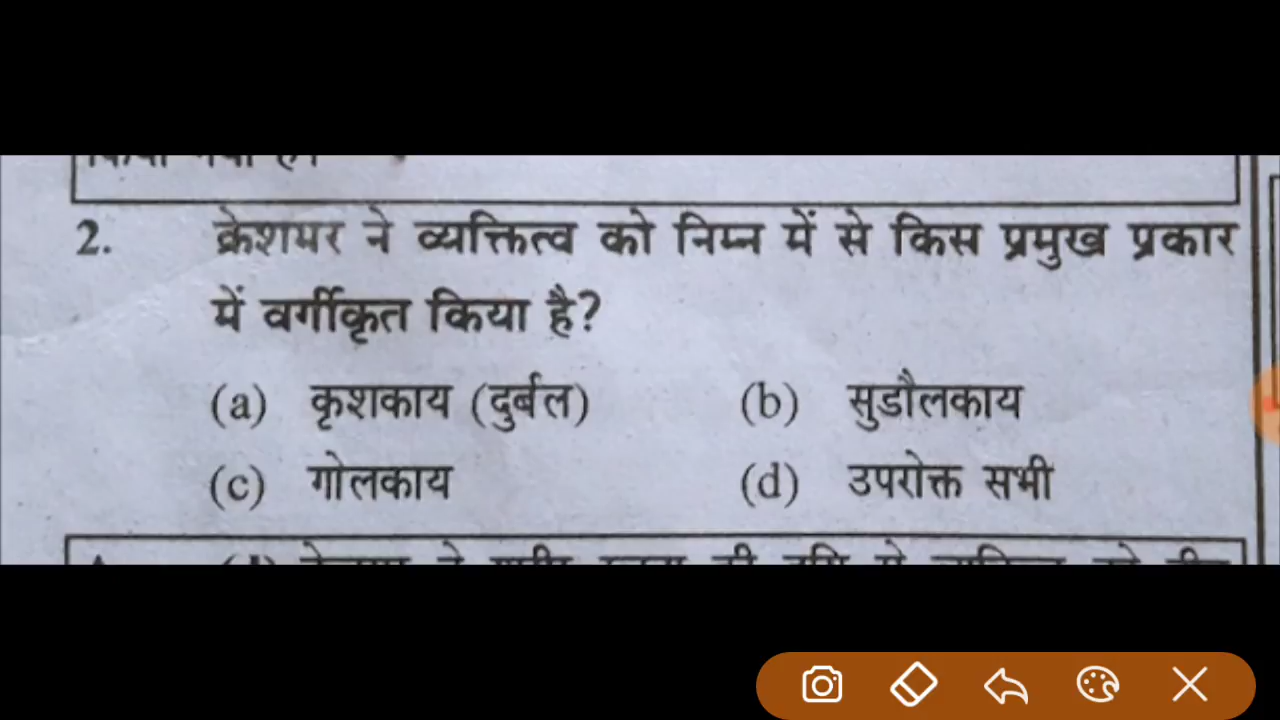 2. क्रेशमर ने व्यक्तित्व को निम्न में से किस प्रमुख प्रकार
में वर्गीकृत किया है?
(a) कृशकाय (दुर्बल) (b) सुडौलकाय
(c) गोलकाय (d) उपरोक्त सभी